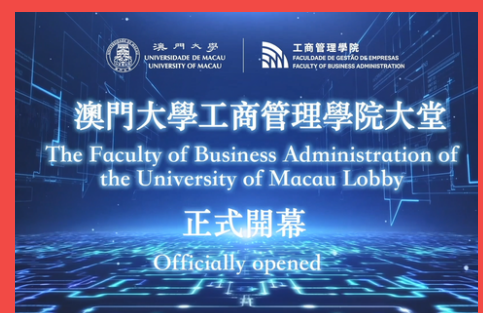 澳門大學
UNIVERSIDADE DE MACAU
UNIVERSITY OF MACAU
工商管理學院
FACULDADE DE GESTÃO DE EMPRESAS
FACULTY OF BUSINESS ADMINISTRATION
澳門大學工商管理學院大堂
The Faculty of Business Administration of
the University of Macau Lobby
正式開幕
Officially opened